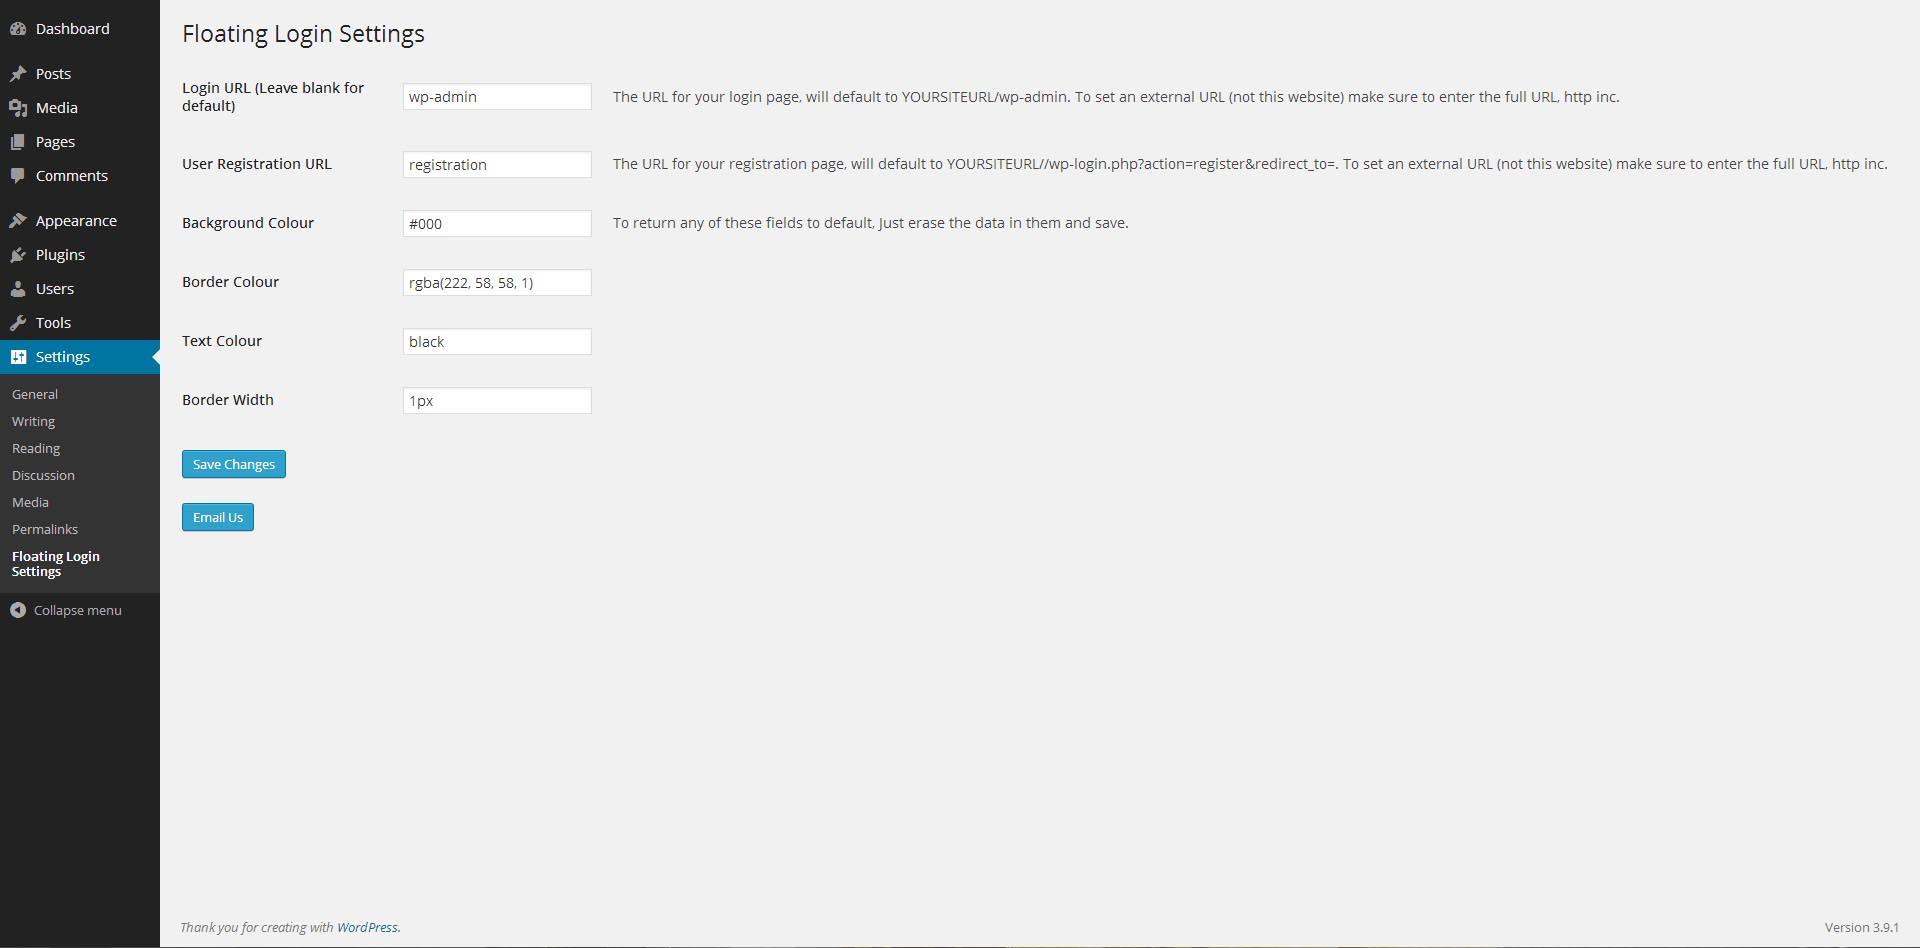 Dashboard
Posts
Media
Pages
Comments
Appearance
Plugins
Users
Tools
Settings
General
Writing
Reading
Discussion
Media
Permalinks
Floating Login
Settings
Collapse menu
Floating Login Settings
Login URL (Leave blank for
default)
wp-admin
The URL for your login page, will default to YOURSITEURL/wp-admin. To set an external URL (not this website) make sure to enter the full URL, http inc.
User Registration URL
registration
The URL for your registration page, will default to YOURSITEURL//wp-login.php?action=register&redirect_to=. To set an external URL (not this website) make sure to enter the full URL, http inc.
Background Colour
#000
To return any of these fields to default, Just erase the data in them and save.
Border Colour
rgba(222, 58, 58, 1)
Text Colour
black
Border Width
1px
Save Changes
Email Us
Thank you for creating with WordPress.
Version 3.9.1